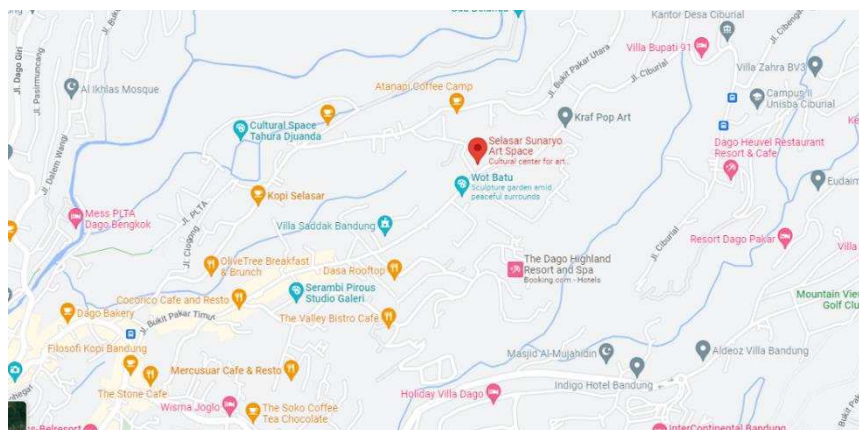 Kantor Desa Ciburial
Villa Bupati 91
Jl. Cibenga
Villa Zahra BV3
Jl. Dago Giri
Jl. Pasirmuncang
Al Ikhlas Mosque
Atanapi Coffee Camp
Jl. Bukit Pakar Utara
Jl. Ciburial
Campus II
Unisba Ciburial
Kraf Pop Art
Cultural Space
Tahura Djuanda
Selasar Sunaryo
Art Space
Cultural center for art...
Dago Heuvel Restaurant
Resort & Cafe
Jl. Dalem Wangi
Wot Batu
Sculpture garden amid
peaceful surrounds
Eudaim
Kopi Selasar
Jl. PLTA
Mess PLTA
Dago Bengkok
Villa Saddak Bandung
Jl. Ciburial
Resort Dago Pakar
Villa
Jl. Ciogong
OliveTree Breakfast
& Brunch
Dasa Rooftop
The Dago Highland
Resort and Spa
Booking.com - Hotels
Serambi Pirous
Studio Galeri
Cocorico Cafe and Resto
Mountain View
Golf Clu
Dago Bakery
Jl. Bukit Pakar Timur
The Valley Bistro Cafe
Filosofi Kopi Bandung
Masjid Al-Mujahidin
Aldeoz Villa Bandung
Mercusuar Cafe & Resto
The Stone Cafe
Holiday Villa Dago
Indigo Hotel Bandung
Wisma Joglo
The Soko Coffee
Tea Chocolate
InterContinental Bandung